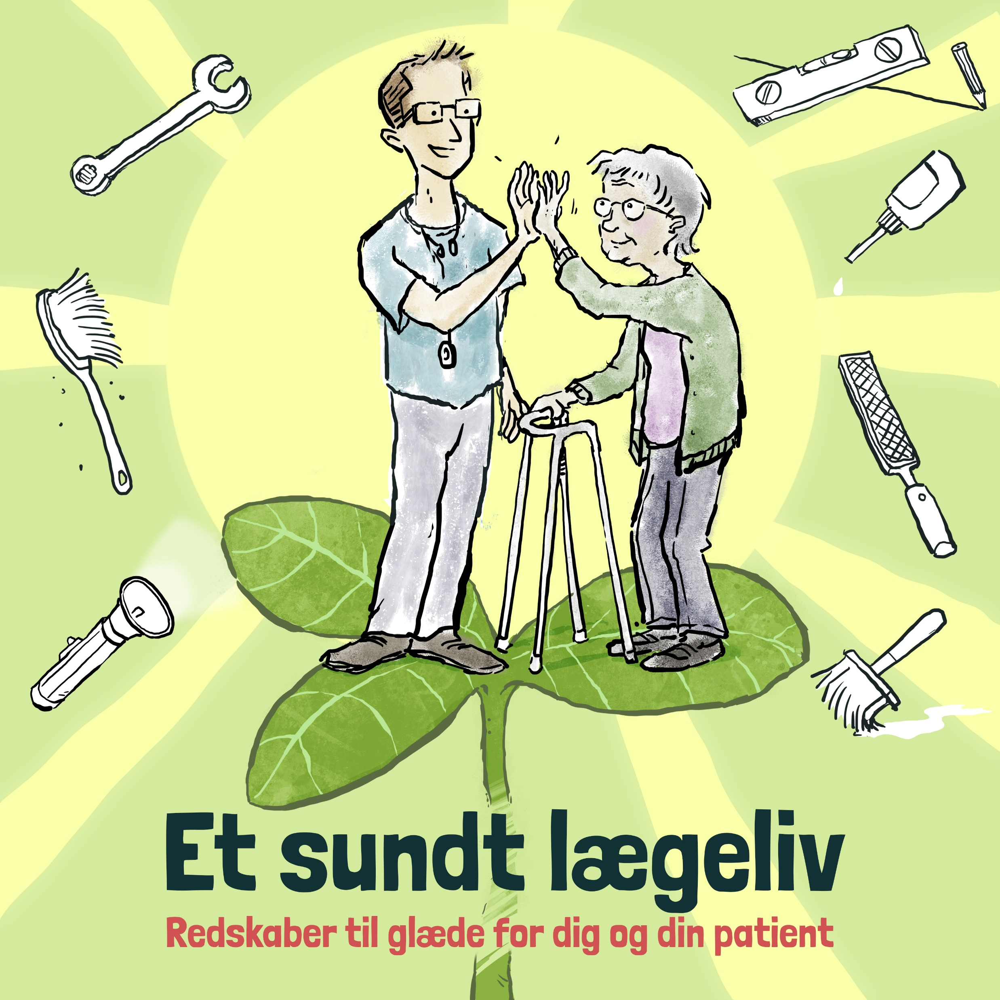 Et sundt lægeliv
Redskaber til glæde for dig og din patient